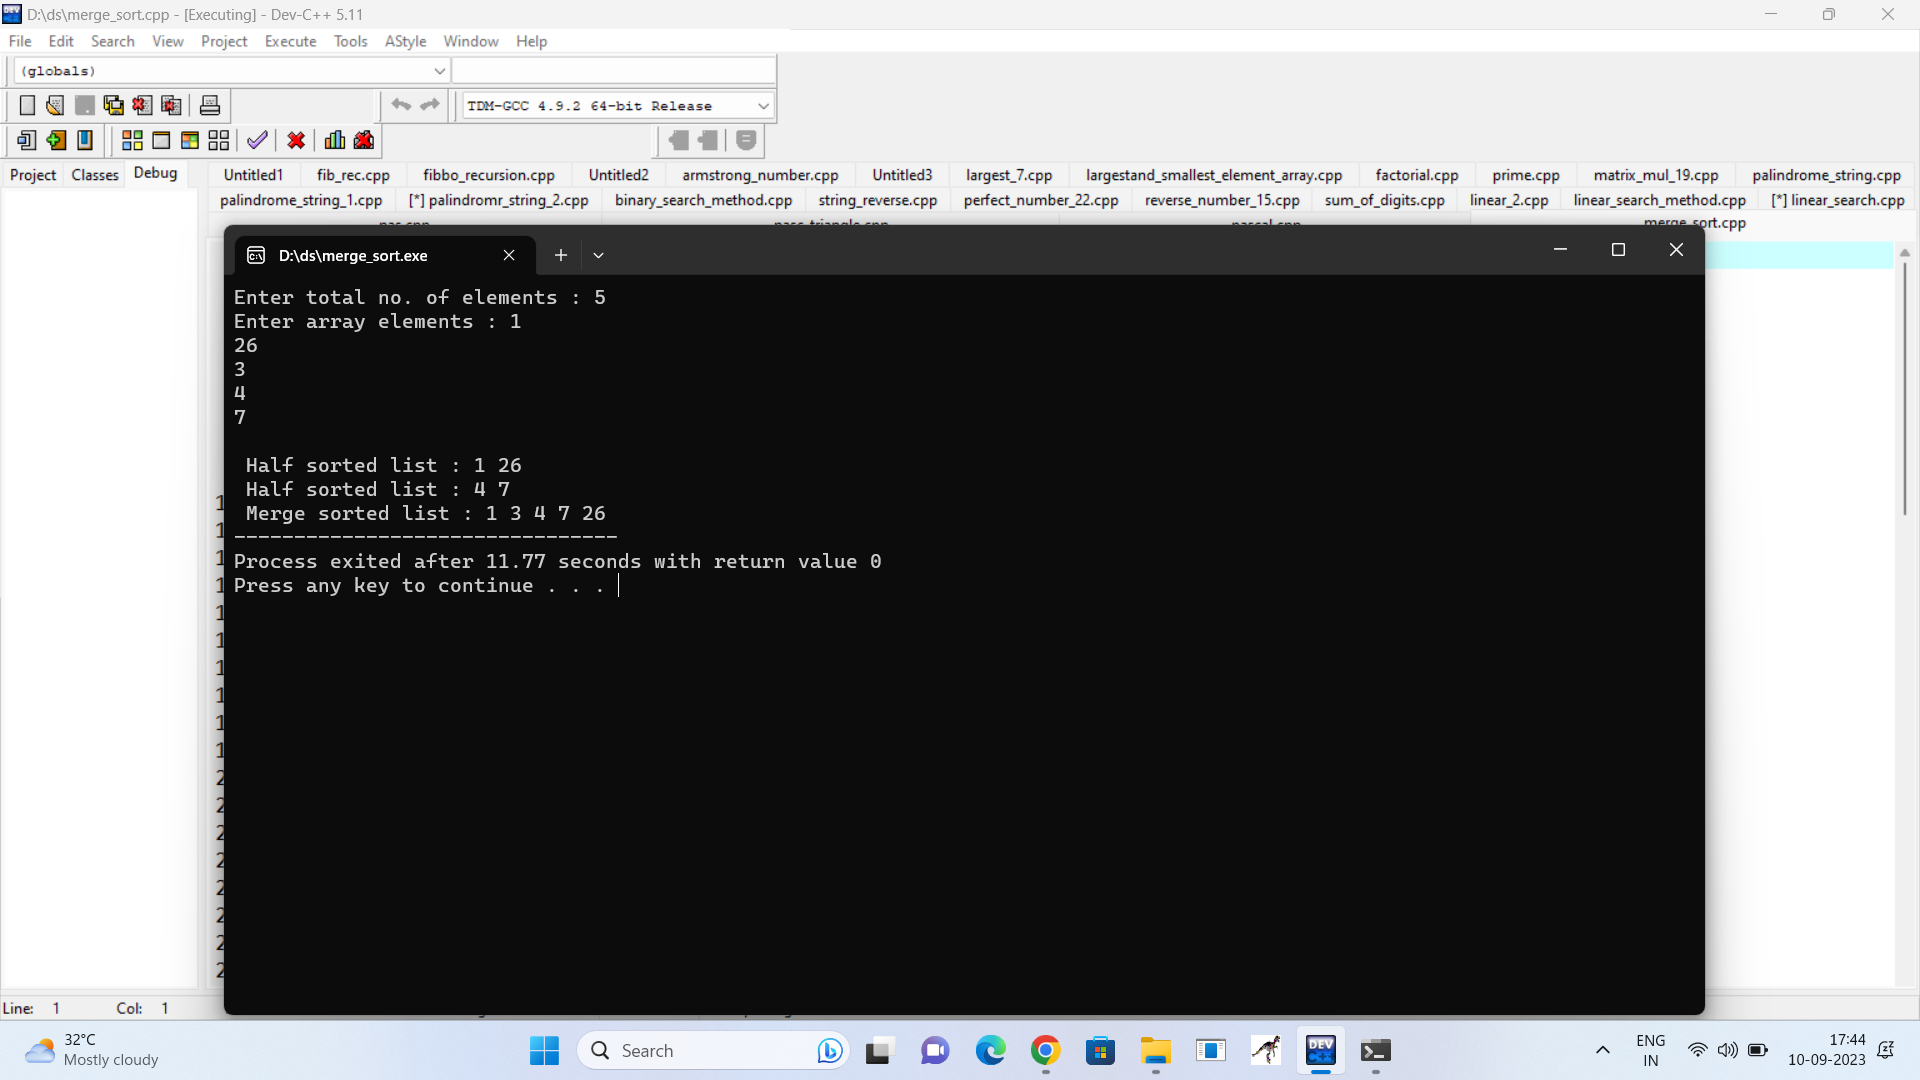 D:\ds\merge_sort.cpp - [Executing] - Dev-C++ 5.11
File Edit Search View Project Execute Tools AStyle Window Help
(globals)
TDM-GCC 4.9.2 64-bit Release
Project Classes Debug
Untitled1 fib_rec.cpp fibbo_recursion.cpp Untitled2 armstrong_number.cpp Untitled3 largest_7.cpp largestand_smallest_element_array.cpp factorial.cpp prime.cpp matrix_mul_19.cpp palindrome_string.cpp
palindrome_string_1.cpp [*] palindromr_string_2.cpp binary_search_method.cpp string_reverse.cpp perfect_number_22.cpp reverse_number_15.cpp sum_of_digits.cpp linear_2.cpp linear_search_method.cpp [*] linear_search.cpp
merge_sort.cpp
D:\ds\merge_sort.exe
Enter total no. of elements : 5
Enter array elements : 1
26
3
4
7
Half sorted list : 1 26
Half sorted list : 4 7
Merge sorted list : 1 3 4 7 26
--------------------------------
Process exited after 11.77 seconds with return value 0
Press any key to continue . . .
Line: 1 Col: 1
32°C
Mostly cloudy
Search
DEV
ENG
IN
17:44
10-09-2023